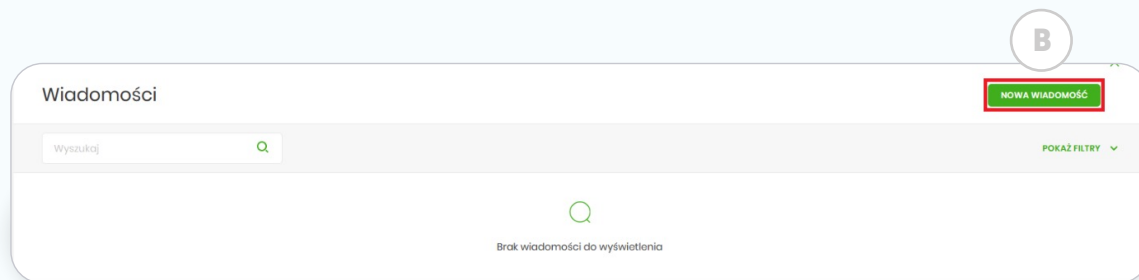 B
Wiadomości
NOWA WIADOMOŚĆ
Wyszukaj
POKAŻ FILTRY
Brak wiadomości do wyświetlenia